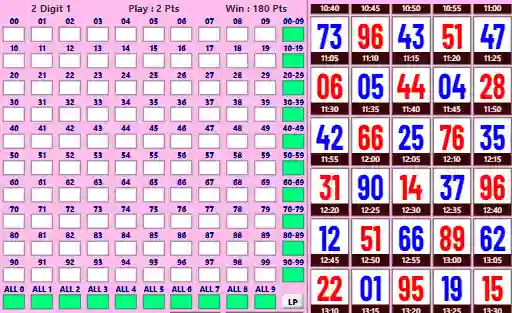 2 Digit 1 Play : 2 Pts Win : 180 Pts
00 01 02 03 04 05 06 07 08 09 00-09
10 11 12 13 14 15 16 17 18 19 10-19
20 21 22 23 24 25 26 27 28 29 20-29
30 31 32 33 34 35 36 37 38 39 30-39
40 41 42 43 44 45 46 47 48 49 40-49
50 51 52 53 54 55 56 57 58 59 50-59
60 61 62 63 64 65 66 67 68 69 60-69
70 71 72 73 74 75 76 77 78 79 70-79
80 81 82 83 84 85 86 87 88 89 80-89
90 91 92 93 94 95 96 97 98 99 90-99
ALL 0 ALL 1 ALL 2 ALL 3 ALL 4 ALL 5 ALL 6 ALL 7 ALL 8 ALL 9
LP
10:40 10:45 10:50 10:55 11:00
73 96 43 51 47
11:05 11:10 11:15 11:20 11:25
06 05 44 04 28
11:30 11:35 11:40 11:45 11:50
42 66 25 76 35
11:55 12:00 12:05 12:10 12:15
31 90 14 37 96
12:20 12:25 12:30 12:35 12:40
12 51 66 89 62
12:45 12:50 12:55 13:00 13:05
22 01 95 19 15
13:10 13:15 13:20 13:25 13:30